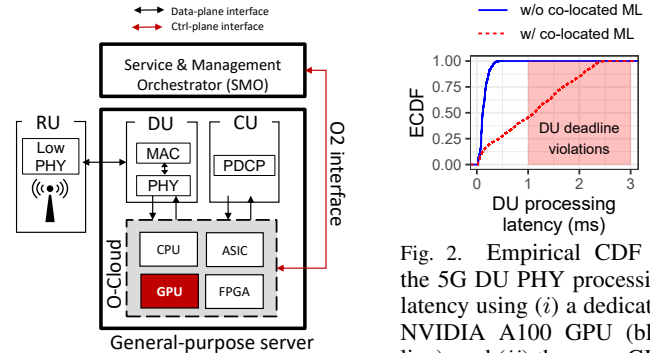 Data-plane interface
Ctrl-plane interface
Service & Management
Orchestrator (SMO)
RU
Low
PHY
DU
MAC
PHY
CU
PDCP
O2 interface
O-Cloud
CPU
ASIC
GPU
FPGA
General-purpose server
w/o co-located ML
w/ co-located ML
ECDF
1.00
0.75
0.50
0.25
0.00
DU deadline
violations
0 1 2 3
DU processing
latency (ms)
Fig. 2. Empirical CDF
the 5G DU PHY processi
latency using (i) a dedicat
NVIDIA A100 GPU (bl